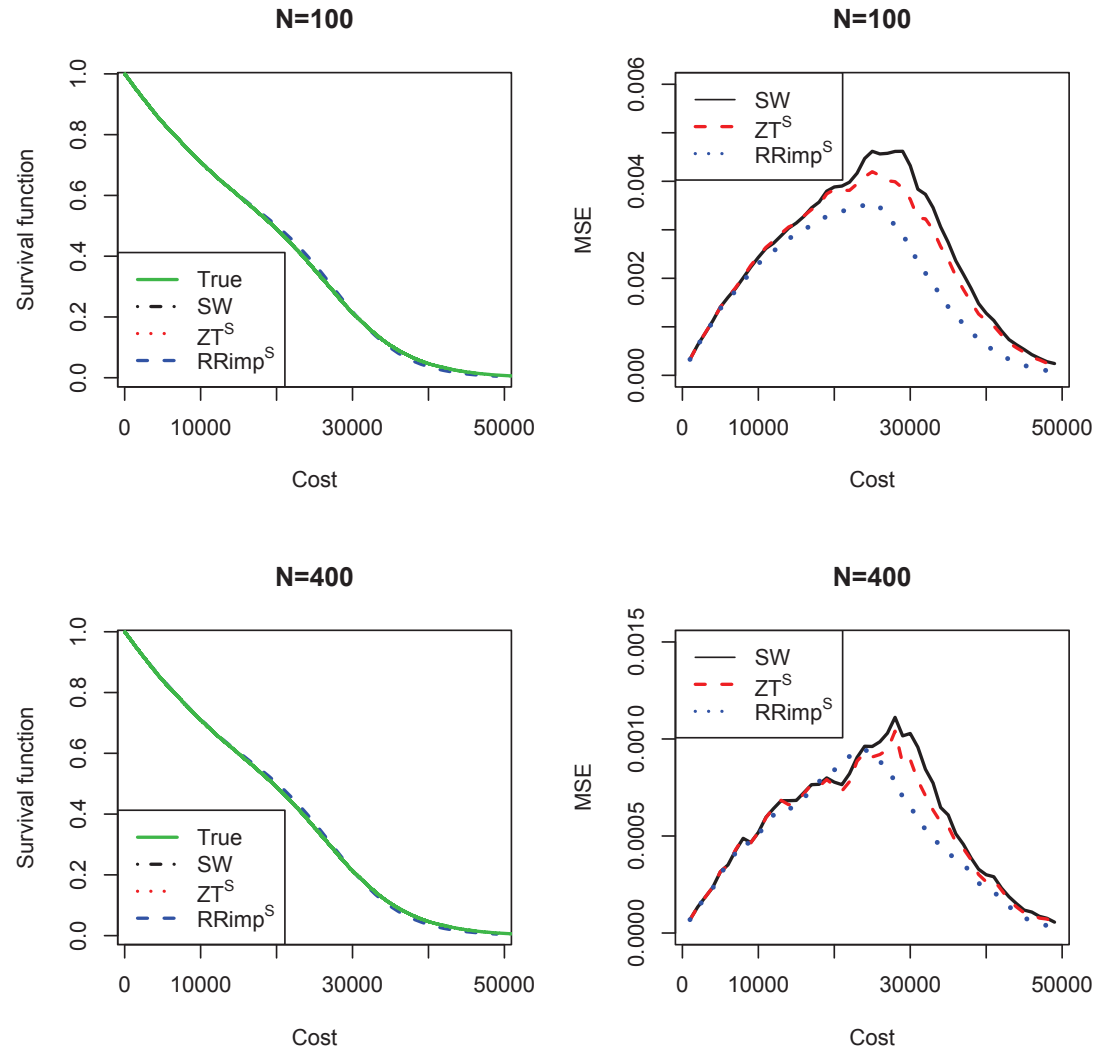 N=100
Survival function
1.0
0.8
0.6
0.4
0.2
0.0
True
SW
ZT^S
RRimp^S
0 10000 30000 50000
Cost
N=100
MSE
0.006
0.004
0.002
0.000
SW
ZT^S
RRimp^S
0 10000 30000 50000
Cost
N=400
Survival function
1.0
0.8
0.6
0.4
0.2
0.0
True
SW
ZT^S
RRimp^S
0 10000 30000 50000
Cost
N=400
MSE
0.0015
0.0010
0.0005
0.0000
SW
ZT^S
RRimp^S
0 10000 30000 50000
Cost